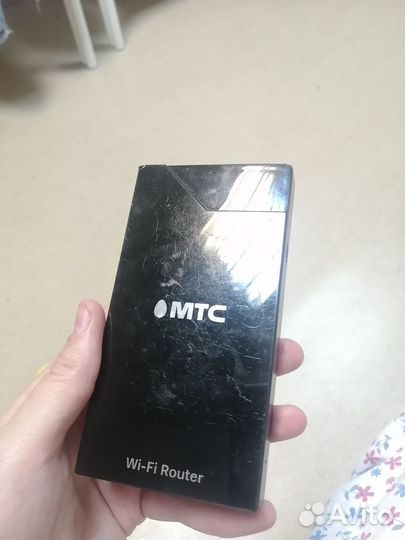 МТС
Wi-Fi Router
Avito